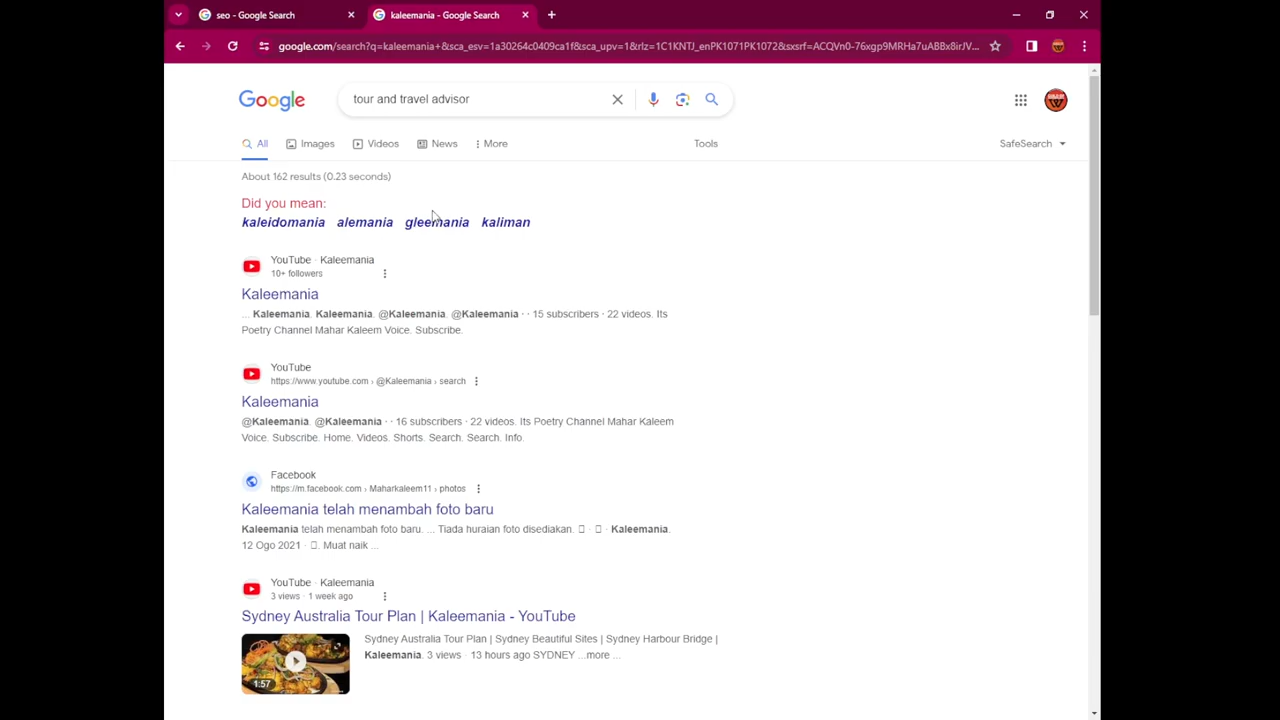 seo - Google Search
kaleemania - Google Search
google.com/search?q=kaleemania+&sca_esv=1a30264c0409ca1f&sca_upv=1&rlz=1C1KNTJ_enPK1071PK1072&sxsrf=ACQVn0-76xgp9MRHa7uABBx8irJV...
Google
tour and travel advisor
All
Images
Videos
News
More
Tools
SafeSearch
About 162 results (0.23 seconds)
Did you mean:
kaleidomania alemania gleemania kaliman
YouTube · Kaleemania
10+ followers
Kaleemania
... Kaleemania. Kaleemania. @Kaleemania. @Kaleemania · · 15 subscribers · 22 videos. Its
Poetry Channel Mahar Kaleem Voice. Subscribe.
YouTube
https://www.youtube.com › @Kaleemania › search
Kaleemania
@Kaleemania. @Kaleemania · · 16 subscribers · 22 videos. Its Poetry Channel Mahar Kaleem
Voice. Subscribe. Home. Videos. Shorts. Search. Search. Info.
Facebook
https://m.facebook.com › Maharkaleem11 › photos
Kaleemania telah menambah foto baru
Kaleemania telah menambah foto baru. ... Tiada huraian foto disediakan. · · Kaleemania.
12 Ogo 2021 · . Muat naik ...
YouTube · Kaleemania
3 views · 1 week ago
Sydney Australia Tour Plan | Kaleemania - YouTube
Sydney Australia Tour Plan | Sydney Beautiful Sites | Sydney Harbour Bridge |
Kaleemania. 3 views · 13 hours ago SYDNEY ...more ...
1:57